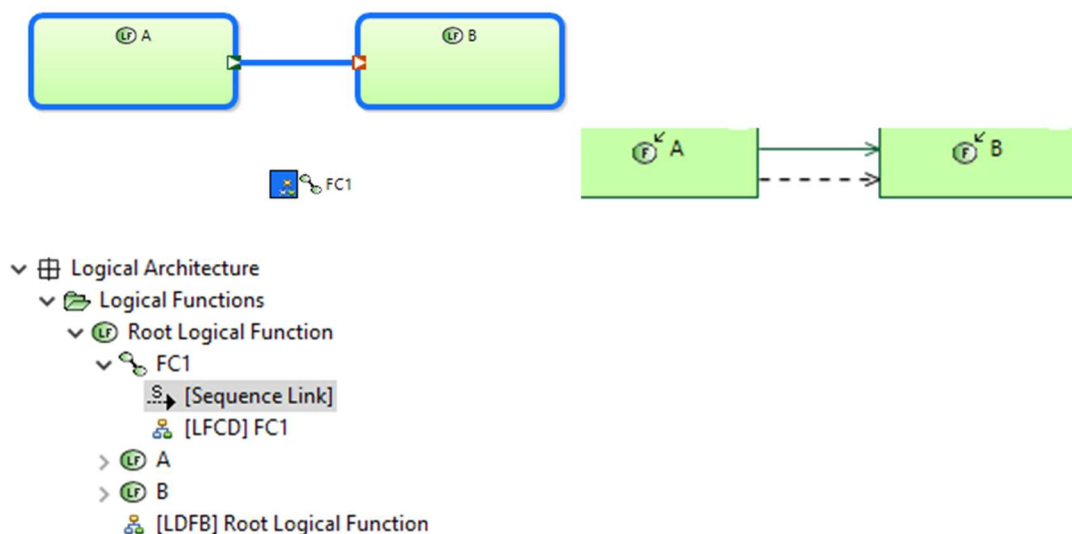 LF A
LF B
FC1
F A
F B
Logical Architecture
Logical Functions
LF Root Logical Function
FC1
S [Sequence Link]
[LFCD] FC1
LF A
LF B
[LDFB] Root Logical Function